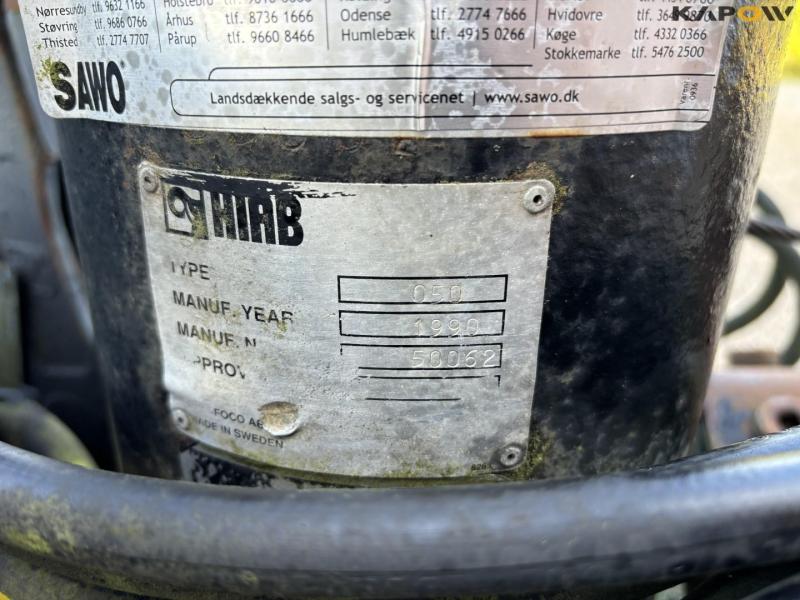 Nørresundby tlf. 9632 1166
Støvring tlf. 9686 0766
Thisted tlf. 2774 7707
Århus tlf. 8736 1666
Pårup tlf. 9660 8466
Odense tlf. 2774 7666
Humlebæk tlf. 4915 0266
Hvidovre
Køge tlf. 4332 0366
Stokkemarke tlf. 5476 2500
KAPOW
SAWO
Landsdækkende salgs- og servicenet | www.sawo.dk
HIAB
TYPE 050
MANUF. YEAR 1990
MANUF. N 50062
PPROV
FOCO AB
MADE IN SWEDEN